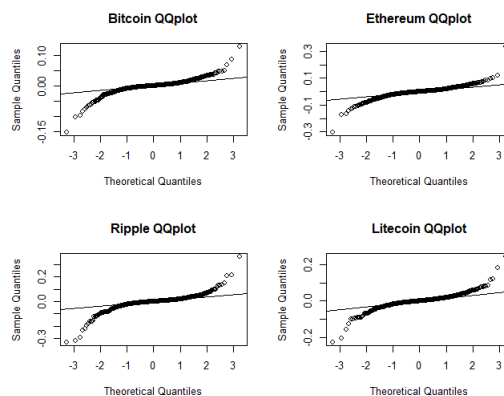 Bitcoin QQplot
Sample Quantiles
0.10
0.00
-0.15
-3 -2 -1 0 1 2 3
Theoretical Quantiles
Ethereum QQplot
Sample Quantiles
0.3
0.1
-0.1
-0.3
-3 -2 -1 0 1 2 3
Theoretical Quantiles
Ripple QQplot
Sample Quantiles
0.2
0.0
-0.3
-3 -2 -1 0 1 2 3
Theoretical Quantiles
Litecoin QQplot
Sample Quantiles
0.2
0.0
-0.2
-3 -2 -1 0 1 2 3
Theoretical Quantiles